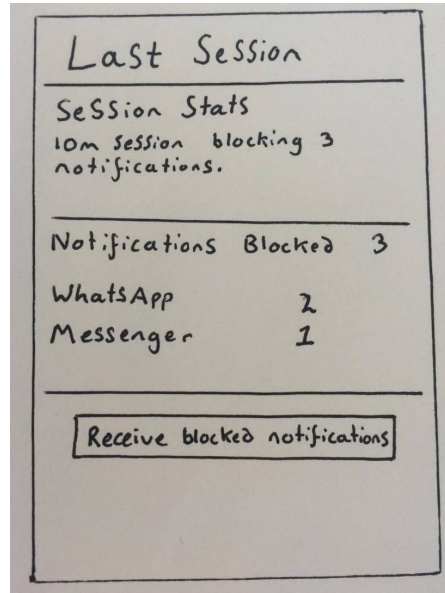 Last Session
Session Stats
10m session blocking 3
notifications.
Notifications Blocked 3
WhatsApp 2
Messenger 1
Receive blocked notifications